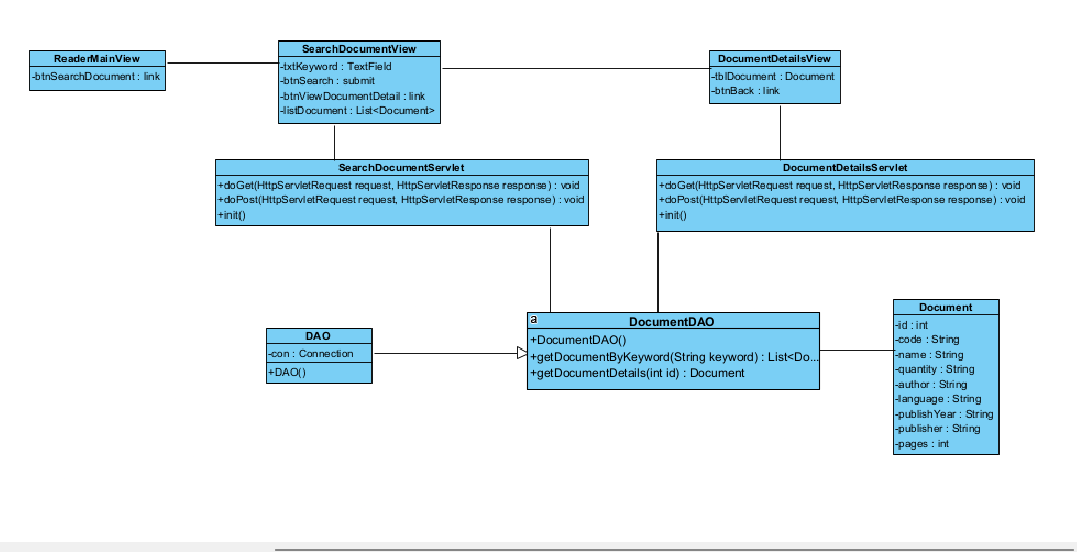 ReaderMainView
-btnSearchDocument : link
SearchDocumentView
-txtKeyword : TextField
-btnSearch : submit
-btnViewDocumentDetail : link
-listDocument : List<Document>
DocumentDetailsView
-tblDocument : Document
-btnBack : link
SearchDocumentServlet
+doGet(HttpServletRequest request, HttpServletResponse response) : void
+doPost(HttpServletRequest request, HttpServletResponse response) : void
+init()
DocumentDetailsServlet
+doGet(HttpServletRequest request, HttpServletResponse response) : void
+doPost(HttpServletRequest request, HttpServletResponse response) : void
+init()
DAO
-con : Connection
+DAO()
a
DocumentDAO
+DocumentDAO()
+getDocumentByKeyword(String keyword) : List<Do...
+getDocumentDetails(int id) : Document
Document
-id : int
-code : String
-name : String
-quantity : String
-author : String
-language : String
-publishYear : String
-publisher : String
-pages : int